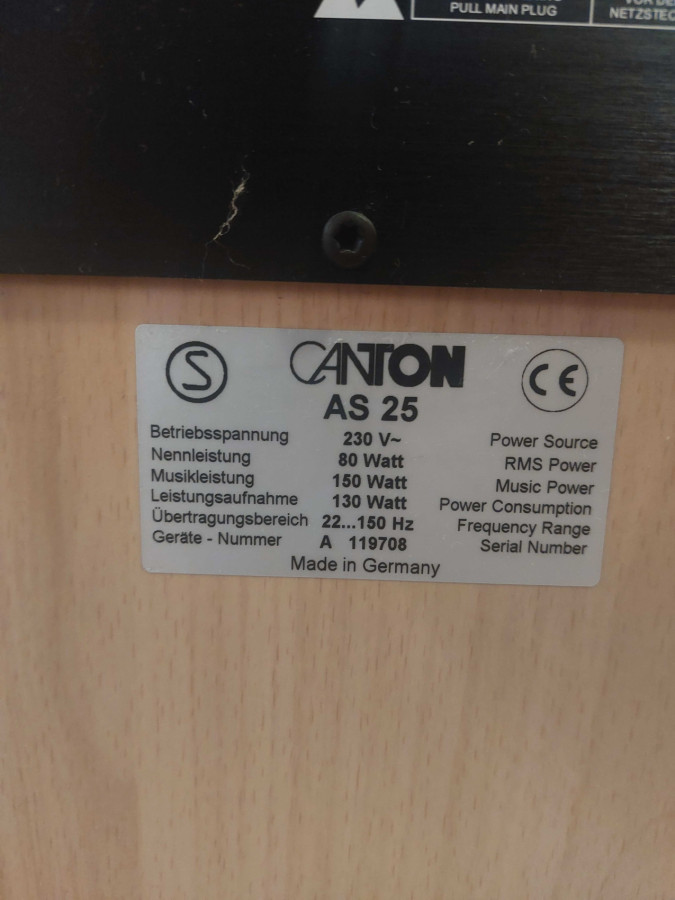 PULL MAIN PLUG
NETZSTEC
S
CANTON
CE
AS 25
Betriebsspannung 230 V~ Power Source
Nennleistung 80 Watt RMS Power
Musikleistung 150 Watt Music Power
Leistungsaufnahme 130 Watt Power Consumption
Übertragungsbereich 22...150 Hz Frequency Range
Geräte - Nummer A 119708 Serial Number
Made in Germany